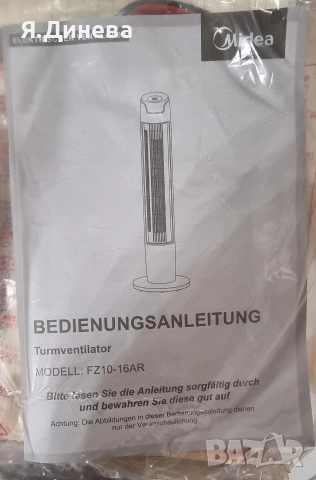 Я.Динева
Midea
BEDIENUNGSANLEITUNG
Turmventilator
MODELL: FZ10-16AR
Bitte lesen Sie die Anleitung sorgfältig durch
und bewahren Sie diese gut auf
Achtung: Die Abbildungen in dieser Bedienungsanleitung dienen
nur der Veranschaulichung.
BAZAR